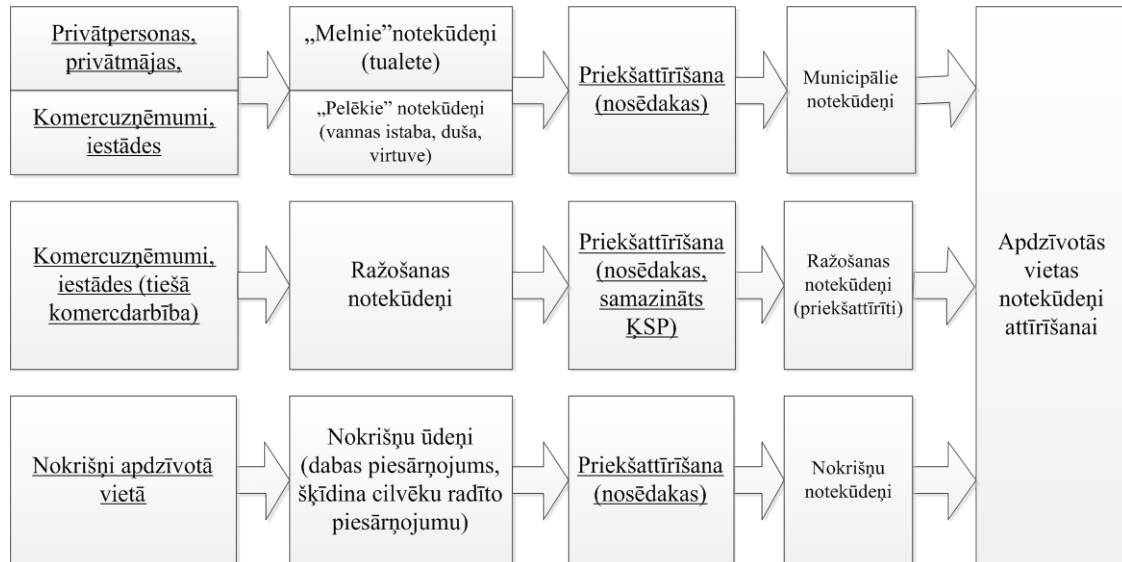 Privātpersonas,
privātmājas,
Komercuzņēmumi,
iestādes
„Melnie”notekūdeņi
(tualete)
„Pelēkie” notekūdeņi
(vannas istaba, duša,
virtuve)
Priekšattīrīšana
(nosēdakas)
Municipālie
notekūdeņi
Komercuzņēmumi,
iestādes (tiešā
komercdarbība)
Ražošanas
notekūdeņi
Priekšattīrīšana
(nosēdakas,
samazināts
ĶSP)
Ražošanas
notekūdeņi
(priekšattīrīti)
Nokrišņi apdzīvotā
vietā
Nokrišņu ūdeņi
(dabas piesārņojums,
šķīdina cilvēku radīto
piesārņojumu)
Priekšattīrīšana
(nosēdakas)
Nokrišņu
notekūdeņi
Apdzīvotās
vietas
notekūdeņi
attīrīšanai